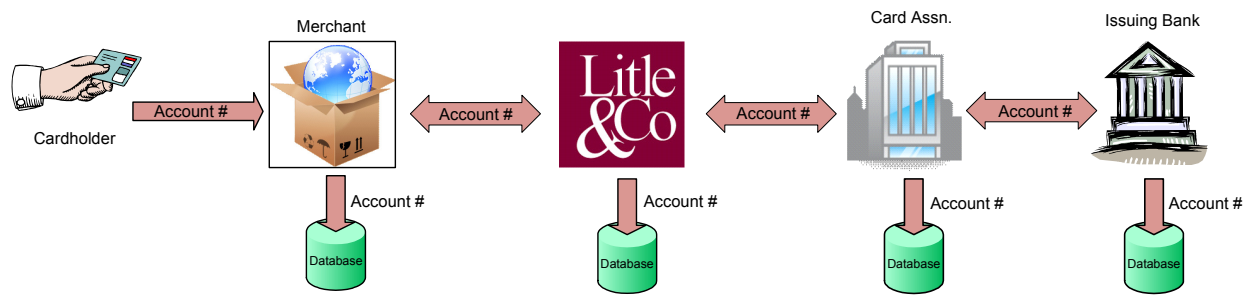 Merchant
Card Assn.
Issuing Bank
Cardholder
Account #
Account #
Litle
&Co
Account #
Account #
Account #
Account #
Account #
Account #
Database
Database
Database
Database